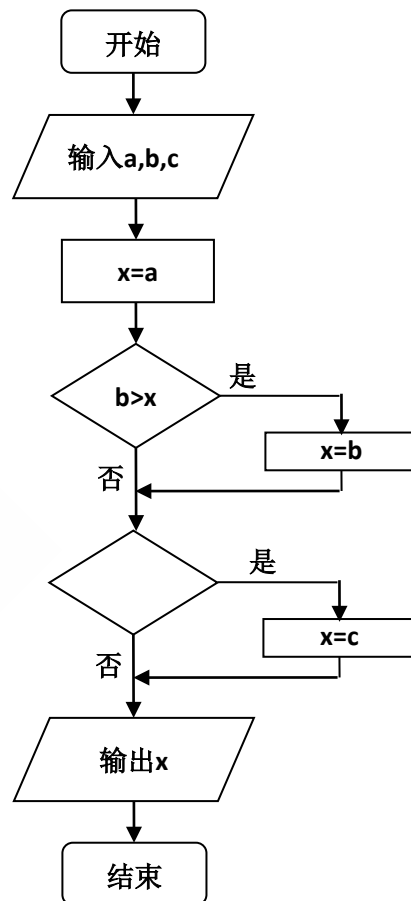 开始
输入a,b,c
x=a
b>x
是
x=b
否
是
x=c
否
输出x
结束